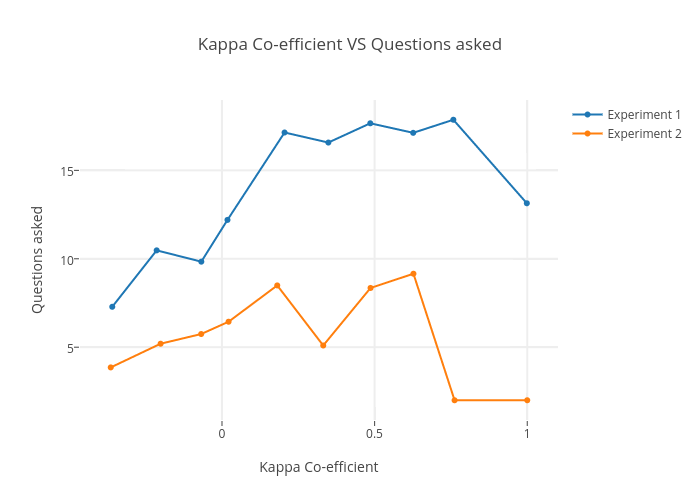 Kappa Co-efficient VS Questions asked
Experiment 1
Experiment 2
15
10
5
Questions asked
0
0.5
1
Kappa Co-efficient